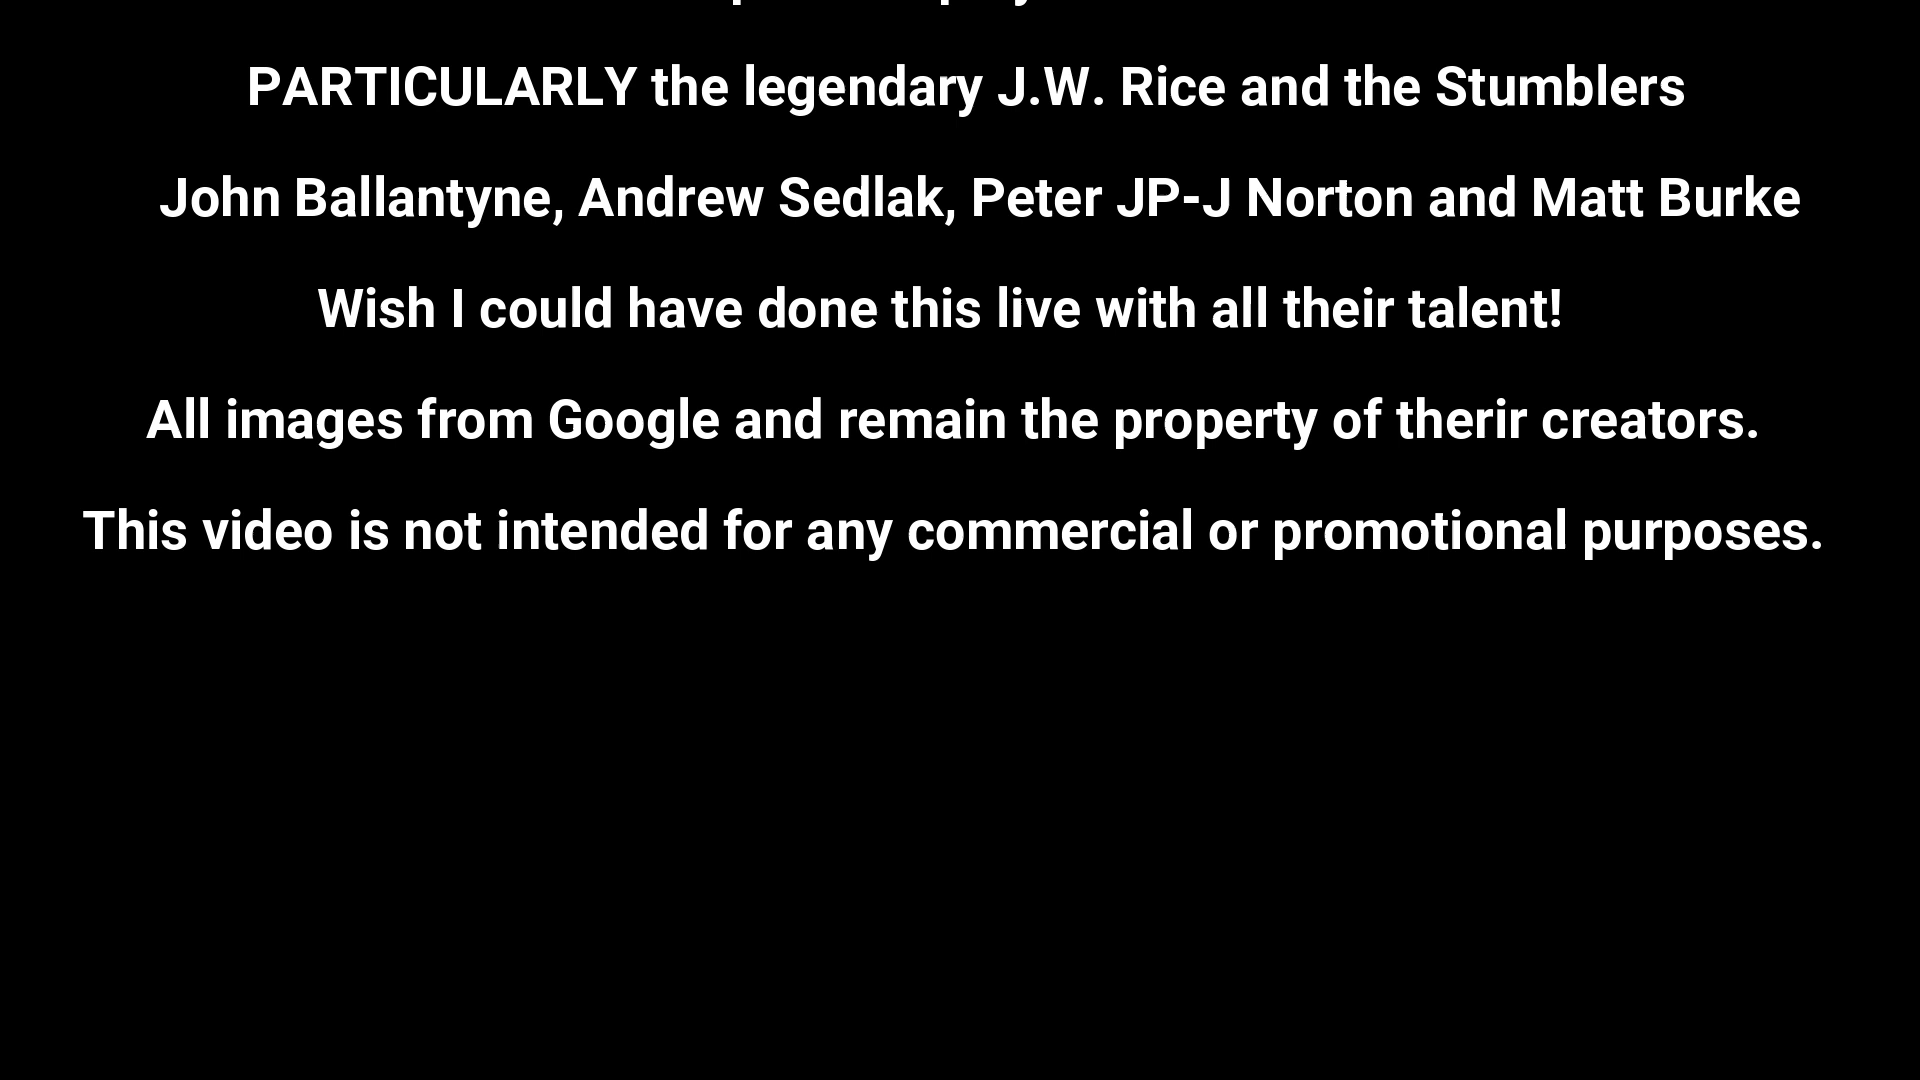 PARTICULARLY the legendary J.W. Rice and the Stumblers
John Ballantyne, Andrew Sedlak, Peter JP-J Norton and Matt Burke
Wish I could have done this live with all their talent!
All images from Google and remain the property of therir creators.
This video is not intended for any commercial or promotional purposes.